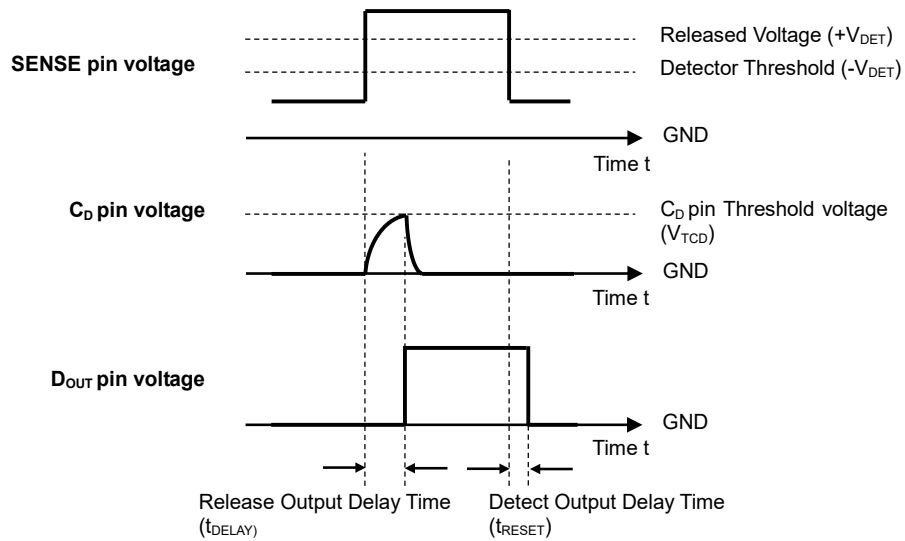 Released Voltage (+VDET)
SENSE pin voltage
Detector Threshold (-VDET)
GND
Time t
CD pin voltage
CD pin Threshold voltage
(VTCD)
GND
Time t
DOUT pin voltage
GND
Time t
Release Output Delay Time
(tDELAY)
Detect Output Delay Time
(tRESET)